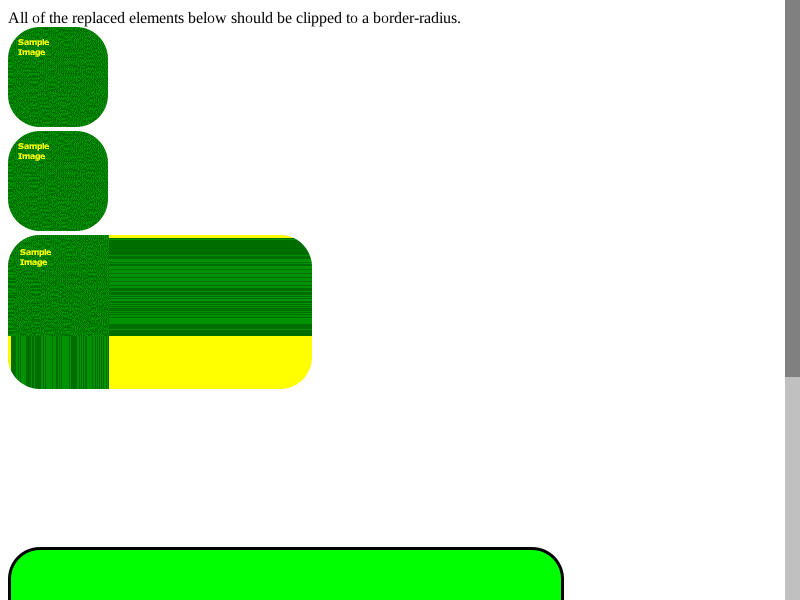 All of the replaced elements below should be clipped to a border-radius.
Sample
Image
Sample
Image
Sample
Image